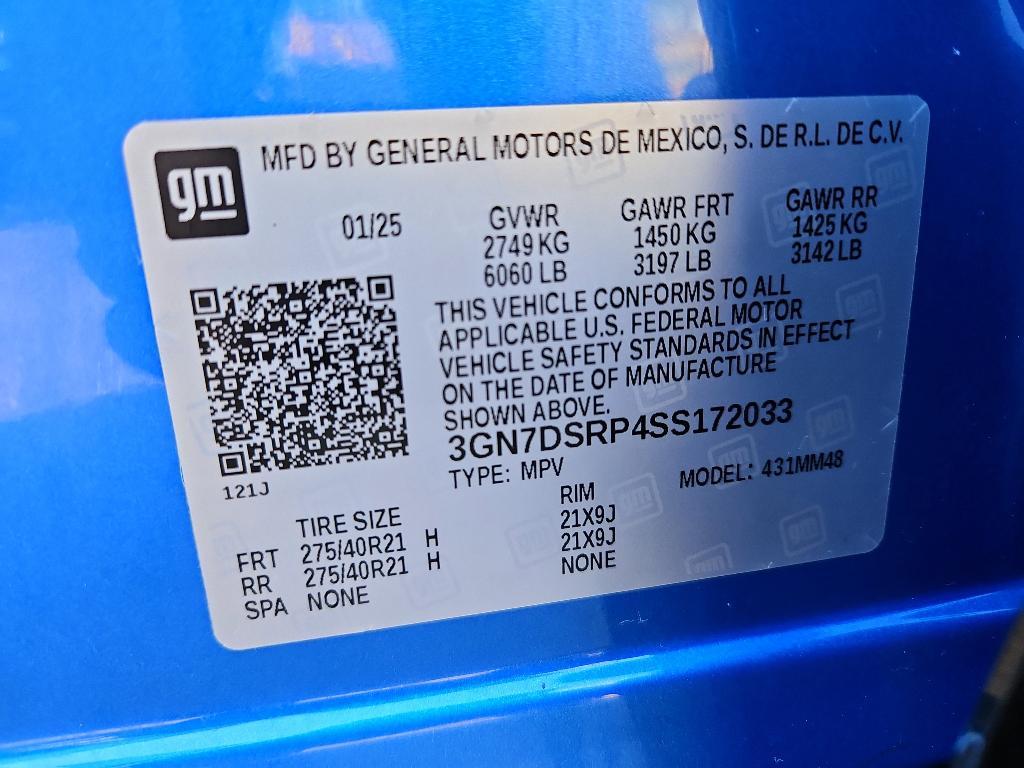 gm
MFD BY GENERAL MOTORS DE MEXICO, S. DE R.L. DE C.V.
01/25
GVWR
2749 KG
6060 LB
GAWR FRT
1450 KG
3197 LB
GAWR RR
1425 KG
3142 LB
THIS VEHICLE CONFORMS TO ALL
APPLICABLE U.S. FEDERAL MOTOR
VEHICLE SAFETY STANDARDS IN EFFECT
ON THE DATE OF MANUFACTURE
SHOWN ABOVE.
3GN7DSRP4SS172033
TYPE: MPV MODEL: 431MM48
121J
TIRE SIZE RIM
FRT 275/40R21 H 21X9J
RR 275/40R21 H 21X9J
SPA NONE NONE